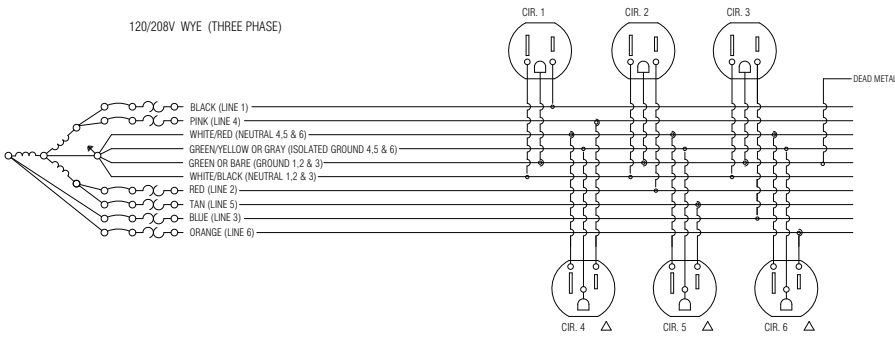 120/208V WYE (THREE PHASE)
CIR. 1
CIR. 2
CIR. 3
DEAD METAL
BLACK (LINE 1)
PINK (LINE 4)
WHITE/RED (NEUTRAL 4,5 & 6)
GREEN/YELLOW OR GRAY (ISOLATED GROUND 4,5 & 6)
GREEN OR BARE (GROUND 1,2 & 3)
WHITE/BLACK (NEUTRAL 1,2 & 3)
RED (LINE 2)
TAN (LINE 5)
BLUE (LINE 3)
ORANGE (LINE 6)
CIR. 4
CIR. 5
CIR. 6